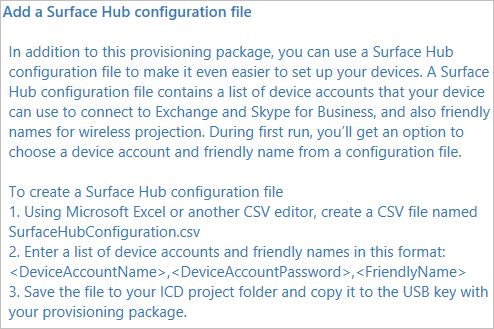 Add a Surface Hub configuration file
In addition to this provisioning package, you can use a Surface Hub
configuration file to make it even easier to set up your devices. A Surface
Hub configuration file contains a list of device accounts that your device
can use to connect to Exchange and Skype for Business, and also friendly
names for wireless projection. During first run, you’ll get an option to
choose a device account and friendly name from a configuration file.
To create a Surface Hub configuration file
1. Using Microsoft Excel or another CSV editor, create a CSV file named
SurfaceHubConfiguration.csv
2. Enter a list of device accounts and friendly names in this format:
<DeviceAccountName>,<DeviceAccountPassword>,<FriendlyName>
3. Save the file to your ICD project folder and copy it to the USB key with
your provisioning package.